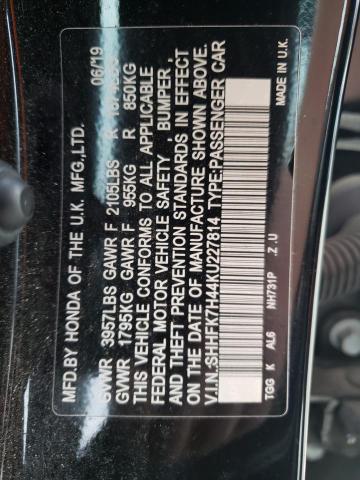 MFD.BY HONDA OF THE U.K. MFG.,LTD. 06/19
GVWR 3957LBS GAWR F 2105LBS R
GVWR 1795KG GAWR F 955KG R 850KG
THIS VEHICLE CONFORMS TO ALL APPLICABLE
FEDERAL MOTOR VEHICLE SAFETY BUMPER,
AND THEFT PREVENTION STANDARDS IN EFFECT
ON THE DATE OF MANUFACTURE SHOWN ABOVE.
V.I.N.:SHHFK7H44KU227814 TYPE:PASSENGER CAR
TGG K AL6 NH731P .Z .U MADE IN U.K.